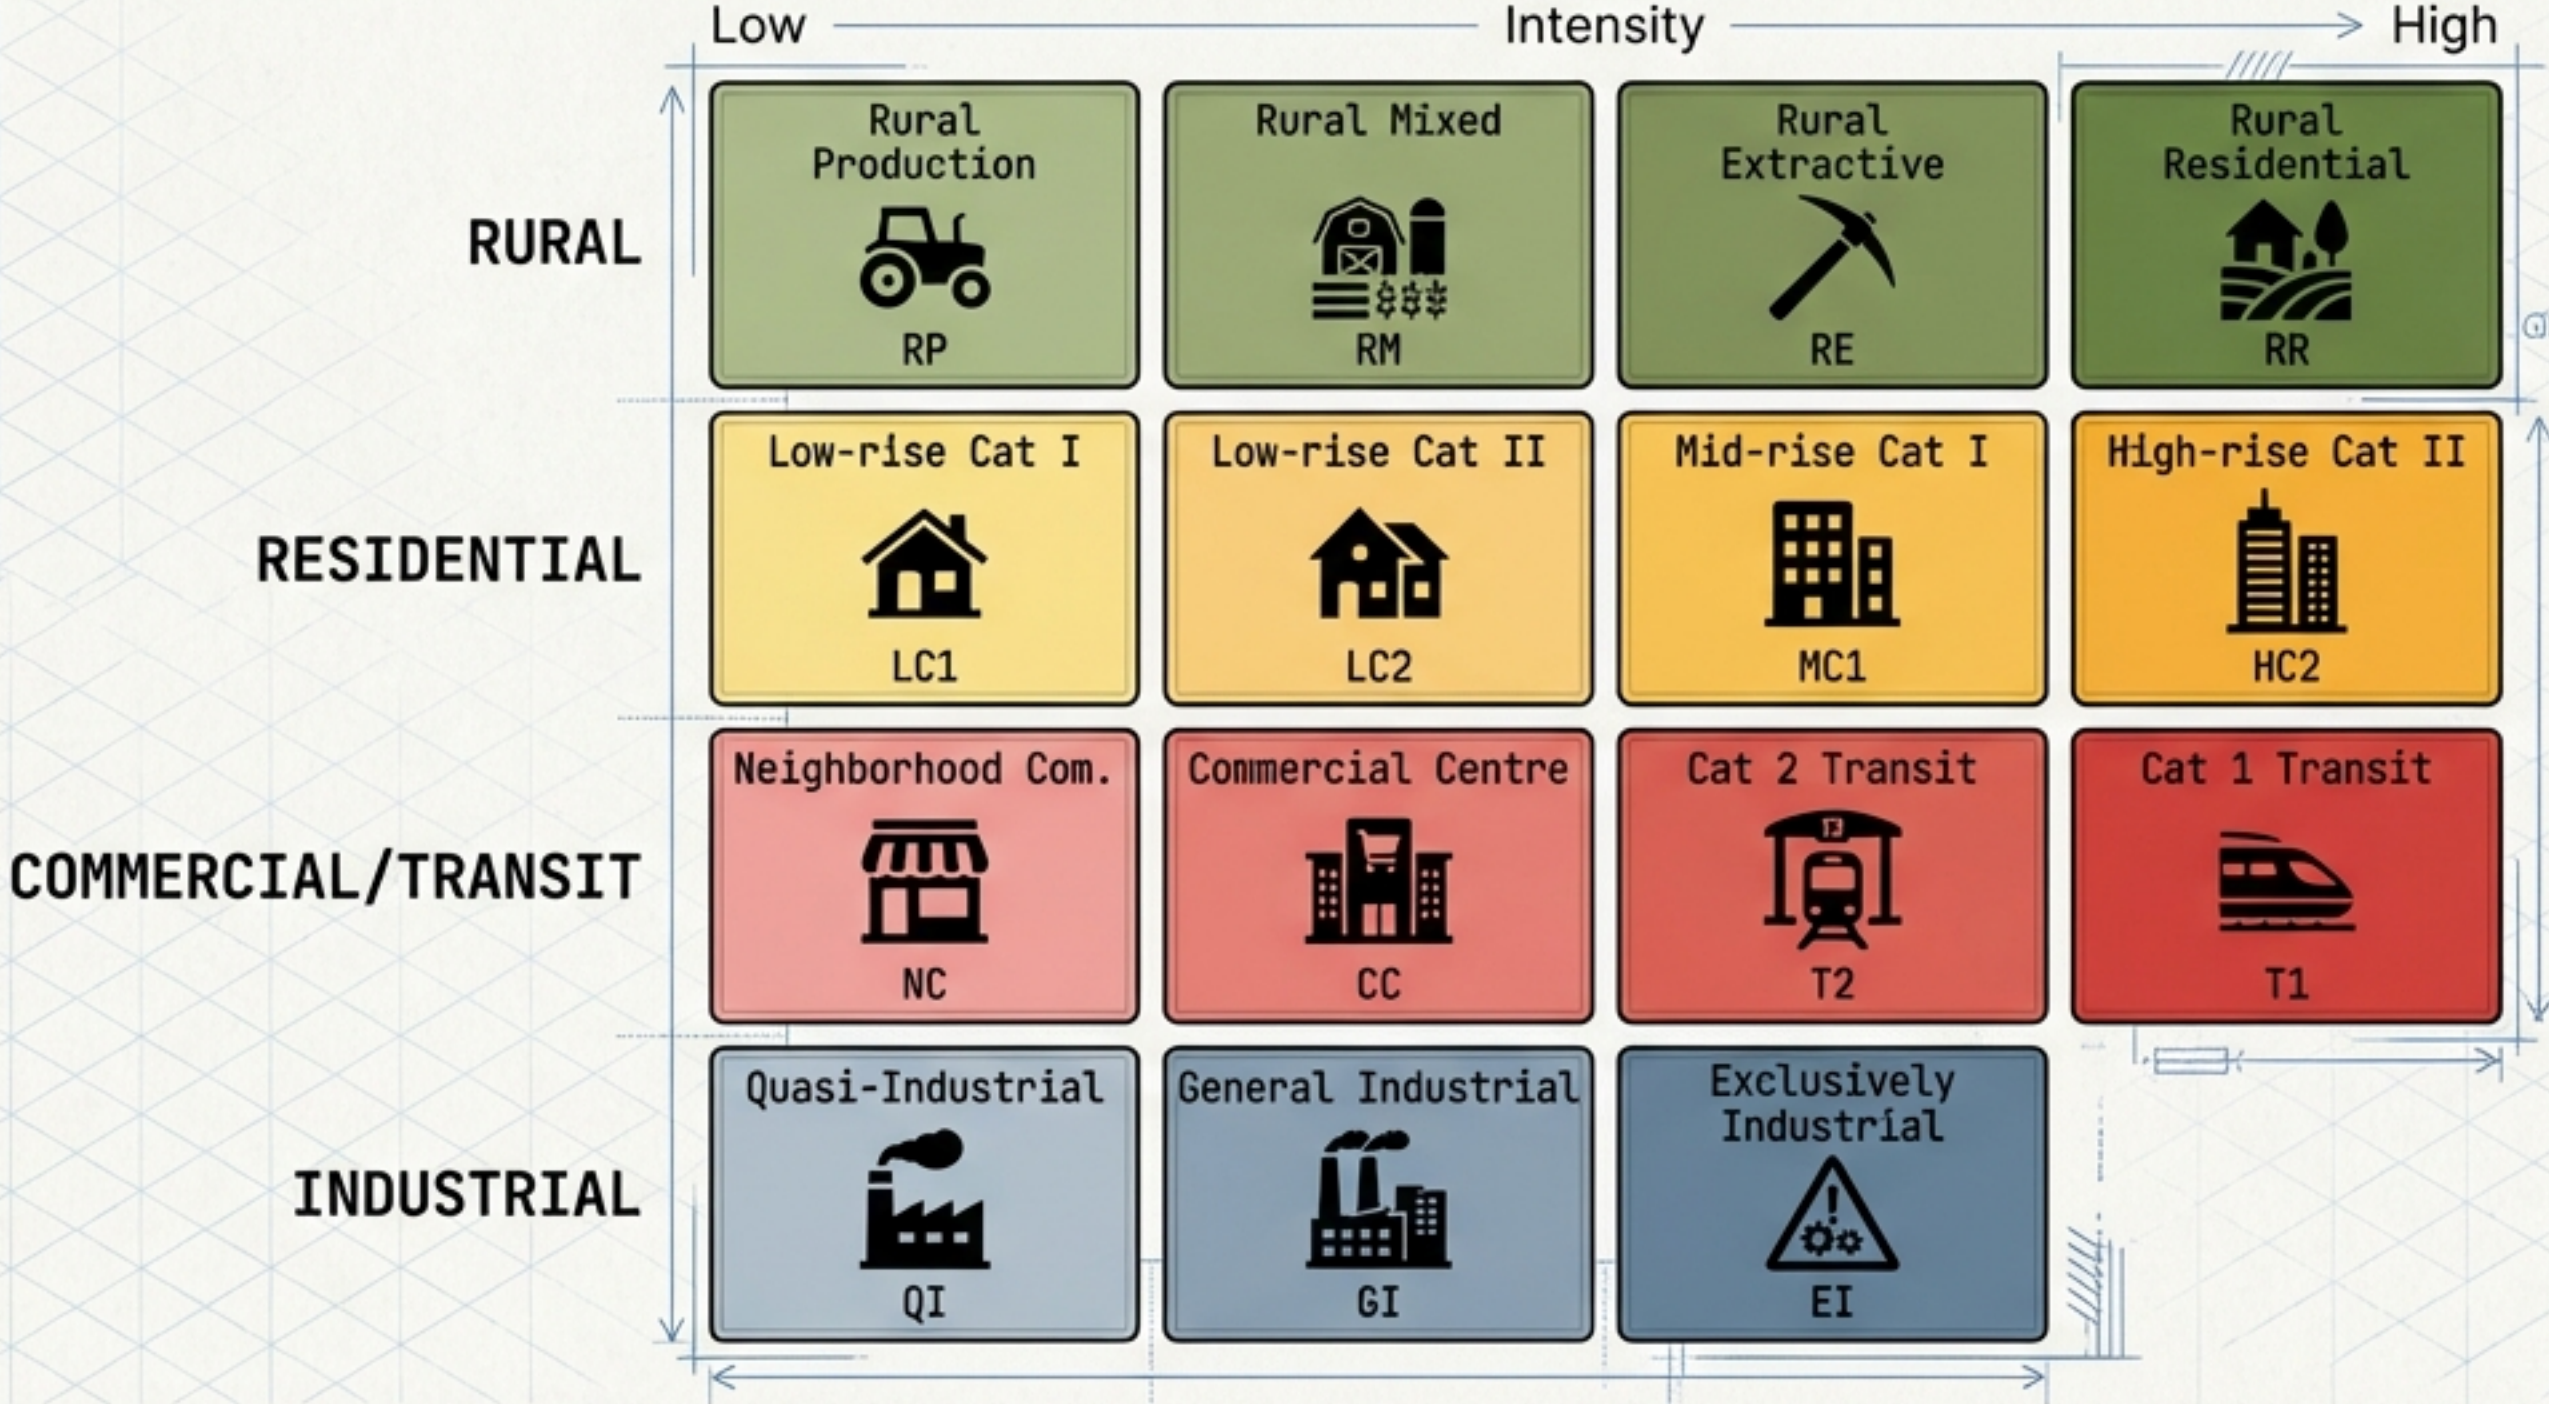 Low Intensity High
RURAL
Rural
Production
RP
Rural Mixed
RM
Rural
Extractive
RE
Rural
Residential
RR
RESIDENTIAL
Low-rise Cat I
LC1
Low-rise Cat II
LC2
Mid-rise Cat I
MC1
High-rise Cat II
HC2
COMMERCIAL/TRANSIT
Neighborhood Com.
NC
Commercial Centre
CC
Cat 2 Transit
T2
Cat 1 Transit
T1
INDUSTRIAL
Quasi-Industrial
QI
General Industrial
GI
Exclusively
Industrial
EI